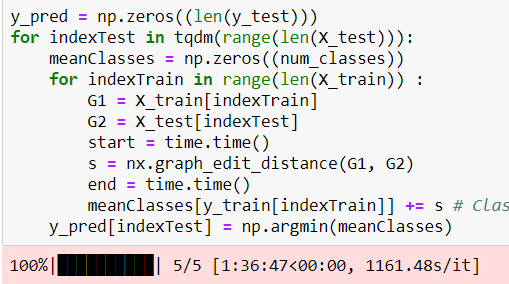 y_pred = np.zeros((len(y_test)))
for indexTest in tqdm(range(len(X_test))):
    meanClasses = np.zeros((num_classes))
    for indexTrain in range(len(X_train)) :
        G1 = X_train[indexTrain]
        G2 = X_test[indexTest]
        start = time.time()
        s = nx.graph_edit_distance(G1, G2)
        end = time.time()
        meanClasses[y_train[indexTrain]] += s # Clas
    y_pred[indexTest] = np.argmin(meanClasses)
100%|██████████| 5/5 [1:36:47<00:00, 1161.48s/it]